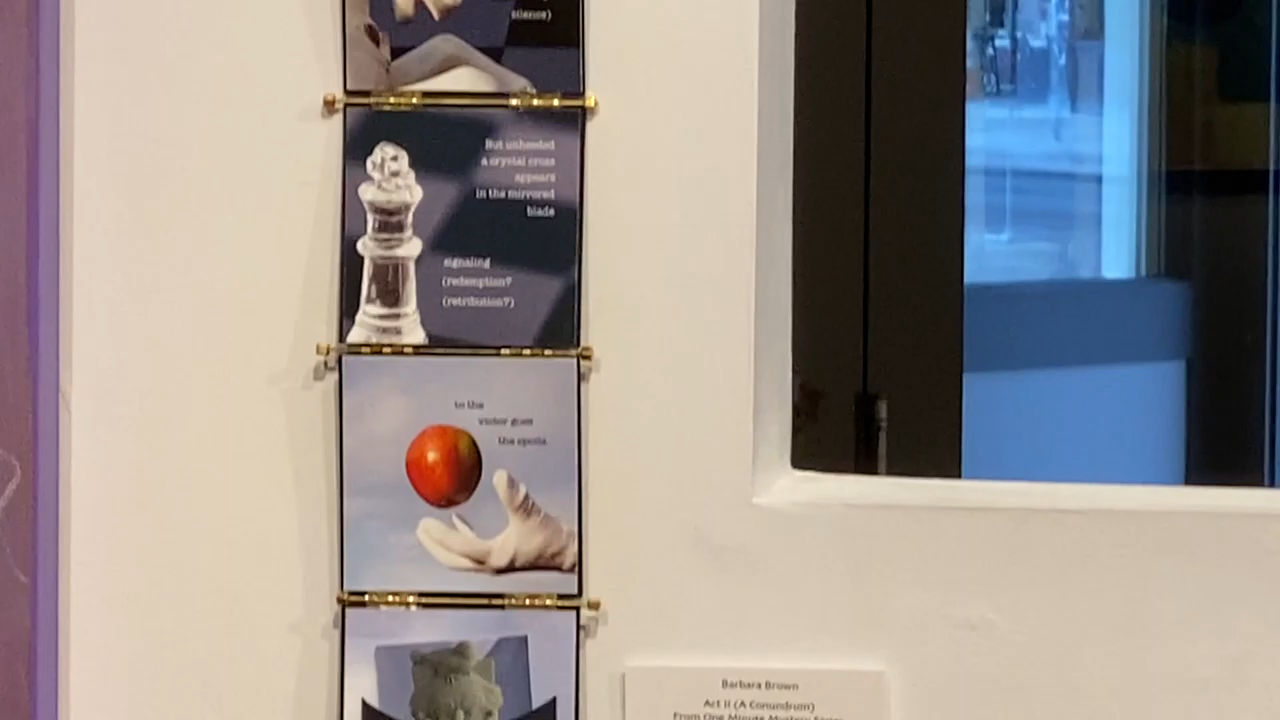 silence)
But unheeded
a crystal cross
appears
in the mirrored
blade
signaling
(redemption?
(retribution?)
to the
victor goes
the spoils
Barbara Brown
Act II (A Conundrum)
From One Minute Mystery Series